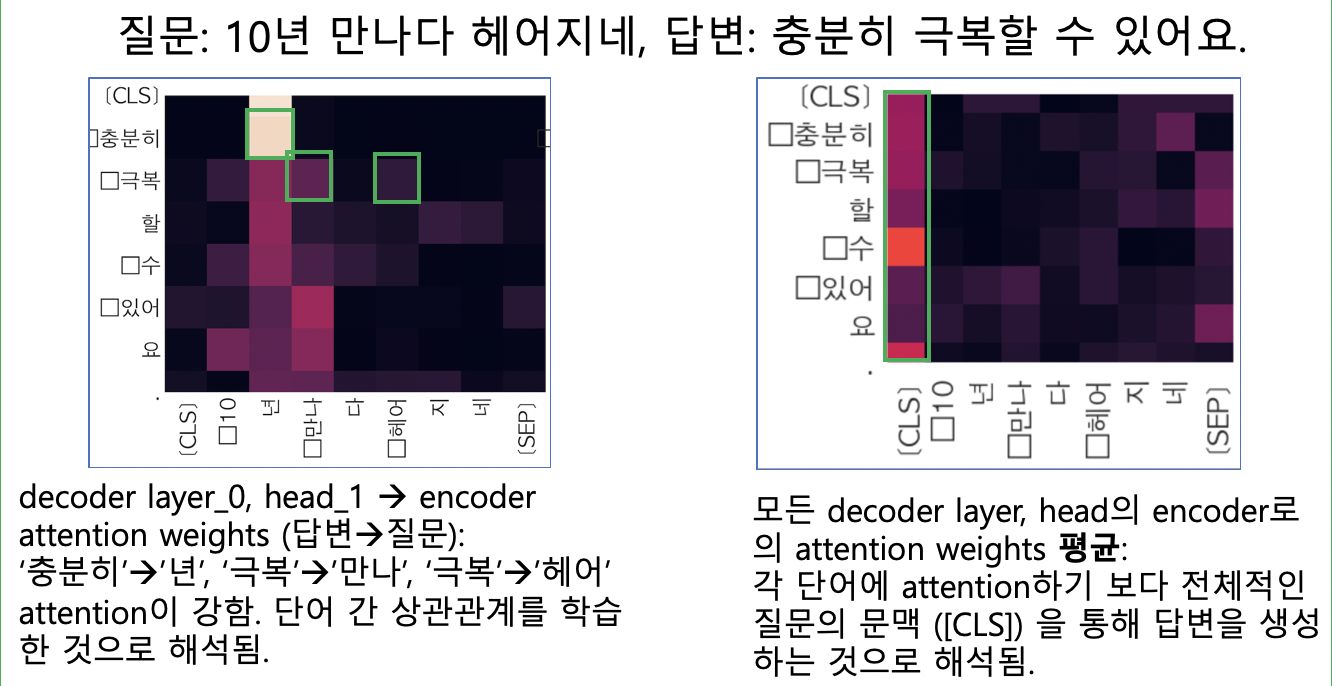 질문: 10년 만나다 헤어지네, 답변: 충분히 극복할 수 있어요.
[CLS]
□충분히
□극복
할
□수
□있어
요
.
[CLS]
□10
년
□만나
다
□헤어
지
네
[SEP]
decoder layer_0, head_1 → encoder
attention weights (답변→질문):
‘충분히’→‘년’, ‘극복’→‘만나’, ‘극복’→‘헤어’
attention이 강함. 단어 간 상관관계를 학습
한 것으로 해석됨.
[CLS]
□충분히
□극복
할
□수
□있어
요
.
[CLS]
□10
년
□만나
다
□헤어
지
네
[SEP]
모든 decoder layer, head의 encoder로
의 attention weights 평균:
각 단어에 attention하기 보다 전체적인
질문의 문맥 ([CLS]) 을 통해 답변을 생성
하는 것으로 해석됨.